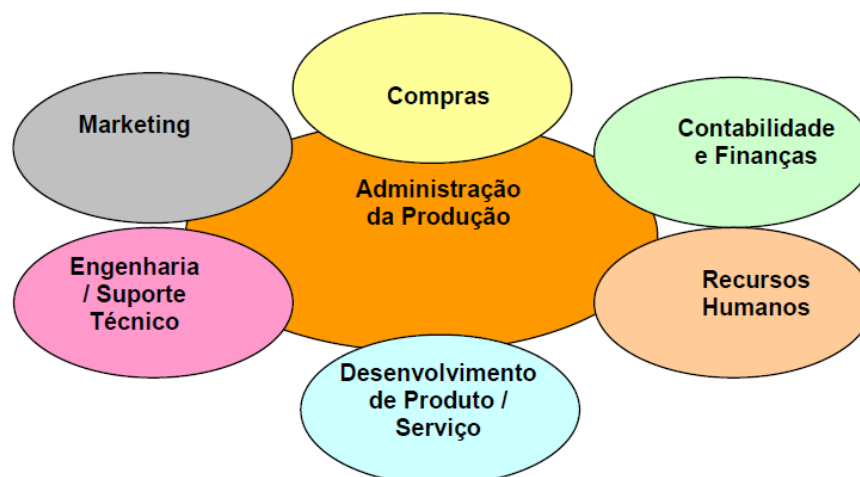 Compras
Marketing
Contabilidade
e Finanças
Administração
da Produção
Engenharia
/ Suporte
Técnico
Recursos
Humanos
Desenvolvimento
de Produto /
Serviço